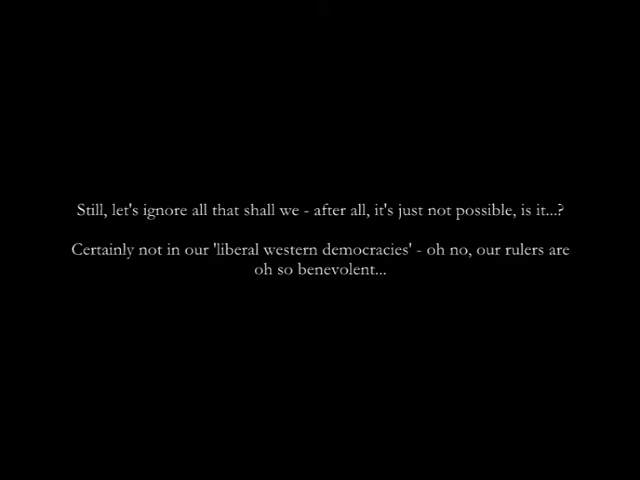 Still, let's ignore all that shall we - after all, it's just not possible, is it...?
Certainly not in our 'liberal western democracies' - oh no, our rulers are
oh so benevolent...